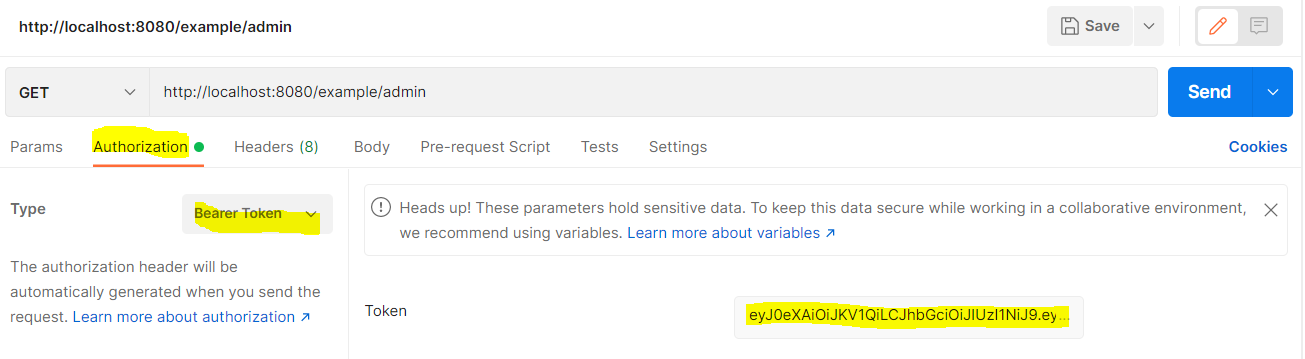 http://localhost:8080/example/admin
Save
GET
http://localhost:8080/example/admin
Send
Params
Authorization
Headers (8)
Body
Pre-request Script
Tests
Settings
Cookies
Type
Bearer Token
The authorization header will be
automatically generated when you send the
request. Learn more about authorization ↗
Heads up! These parameters hold sensitive data. To keep this data secure while working in a collaborative environment,
we recommend using variables. Learn more about variables ↗
Token
eyJ0eXAiOiJKV1QiLCJhbGciOiJIUzI1NiJ9.ey...